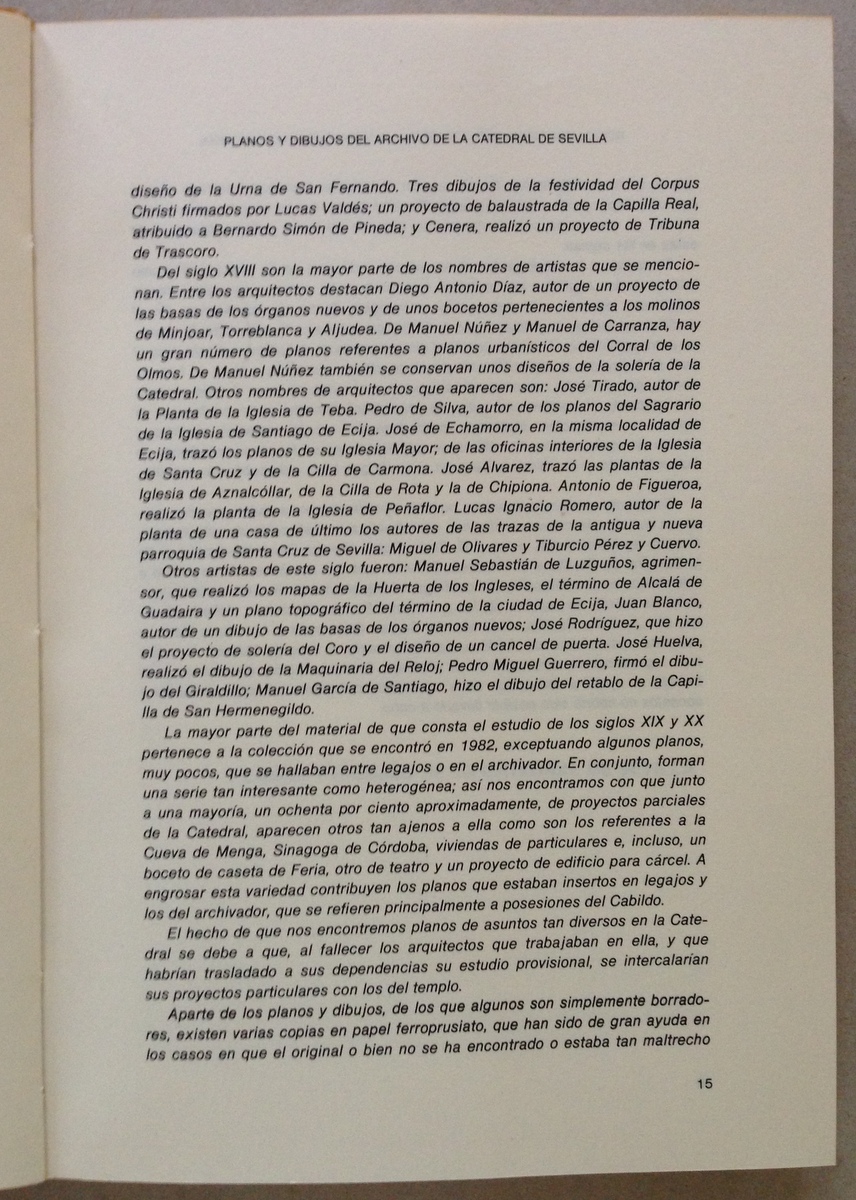 PLANOS Y DIBUJOS DEL ARCHIVO DE LA CATEDRAL DE SEVILLA
diseño de la Urna de San Fernando. Tres dibujos de la festividad del Corpus
Christi firmados por Lucas Valdés; un proyecto de balaustrada de la Capilla Real,
atribuido a Bernardo Simón de Pineda; y Cenera, realizó un proyecto de Tribuna
de Trascoro.
Del siglo XVIII son la mayor parte de los nombres de artistas que se mencio-
nan. Entre los arquitectos destacan Diego Antonio Díaz, autor de un proyecto de
las basas de los órganos nuevos y de unos bocetos pertenecientes a los molinos
de Minjoar, Torreblanca y Aljudea. De Manuel Núñez y Manuel de Carranza, hay
un gran número de planos referentes a planos urbanísticos del Corral de los
Olmos. De Manuel Núñez también se conservan unos diseños de la solería de la
Catedral. Otros nombres de arquitectos que aparecen son: José Tirado, autor de
la Planta de la Iglesia de Teba. Pedro de Silva, autor de los planos del Sagrario
de la Iglesia de Santiago de Ecija. José de Echamorro, en la misma localidad de
Ecija, trazó los planos de su Iglesia Mayor; de las oficinas interiores de la Iglesia
de Santa Cruz y de la Cilla de Carmona. José Alvarez, trazó las plantas de la
Iglesia de Aznalcóllar, de la Cilla de Rota y la de Chipiona. Antonio de Figueroa,
realizó la planta de la Iglesia de Peñaflor. Lucas Ignacio Romero, autor de la
planta de una casa de último los autores de las trazas de la antigua y nueva
parroquia de Santa Cruz de Sevilla: Miguel de Olivares y Tiburcio Pérez y Cuervo.
Otros artistas de este siglo fueron: Manuel Sebastián de Luzguños, agrimen-
sor, que realizó los mapas de la Huerta de los Ingleses, el término de Alcalá de
Guadaira y un plano topográfico del término de la ciudad de Ecija, Juan Blanco,
autor de un dibujo de las basas de los órganos nuevos; José Rodríguez, que hizo
el proyecto de solería del Coro y el diseño de un cancel de puerta. José Huelva,
realizó el dibujo de la Maquinaria del Reloj; Pedro Miguel Guerrero, firmó el dibu-
jo del Giraldillo; Manuel García de Santiago, hizo el dibujo del retablo de la Capi-
lla de San Hermenegildo.
La mayor parte del material de que consta el estudio de los siglos XIX y XX
pertenece a la colección que se encontró en 1982, exceptuando algunos planos,
muy pocos, que se hallaban entre legajos o en el archivador. En conjunto, forman
una serie tan interesante como heterogénea; así nos encontramos con que junto
a una mayoría, un ochenta por ciento aproximadamente, de proyectos parciales
de la Catedral, aparecen otros tan ajenos a ella como son los referentes a la
Cueva de Menga, Sinagoga de Córdoba, viviendas de particulares e, incluso, un
boceto de caseta de Feria, otro de teatro y un proyecto de edificio para cárcel. A
engrosar esta variedad contribuyen los planos que estaban insertos en legajos y
los del archivador, que se refieren principalmente a posesiones del Cabildo.
El hecho de que nos encontremos planos de asuntos tan diversos en la Cate-
dral se debe a que, al fallecer los arquitectos que trabajaban en ella, y que
habrían trasladado a sus dependencias su estudio provisional, se intercalarían
sus proyectos particulares con los del templo.
Aparte de los planos y dibujos, de los que algunos son simplemente borrado-
res, existen varias copias en papel ferroprusiato, que han sido de gran ayuda en
los casos en que el original o bien no se ha encontrado o estaba tan maltrecho
15